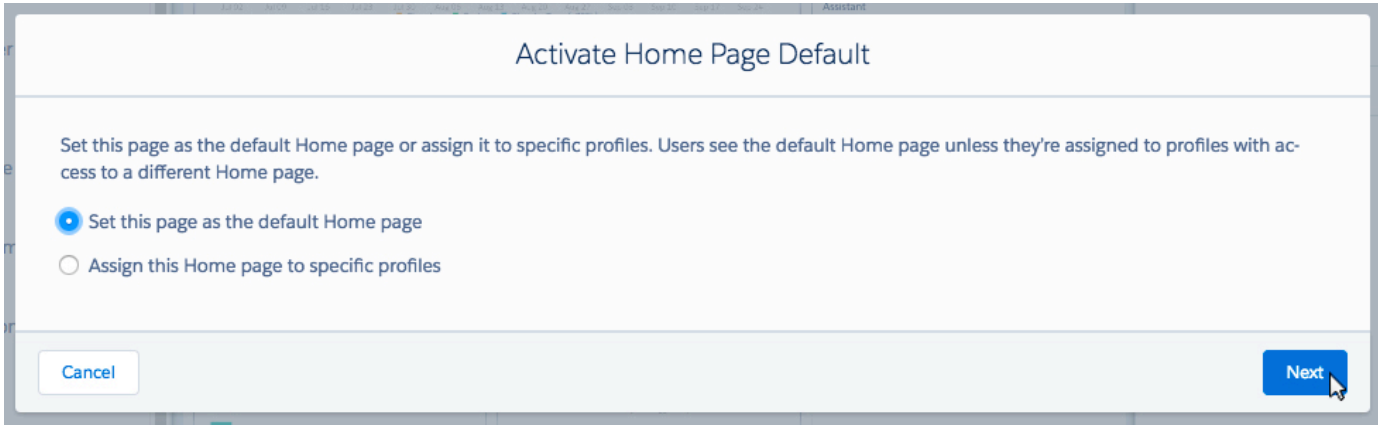 Assistant
Activate Home Page Default
Set this page as the default Home page or assign it to specific profiles. Users see the default Home page unless they're assigned to profiles with ac-
cess to a different Home page.
Set this page as the default Home page
Assign this Home page to specific profiles
Cancel
Next